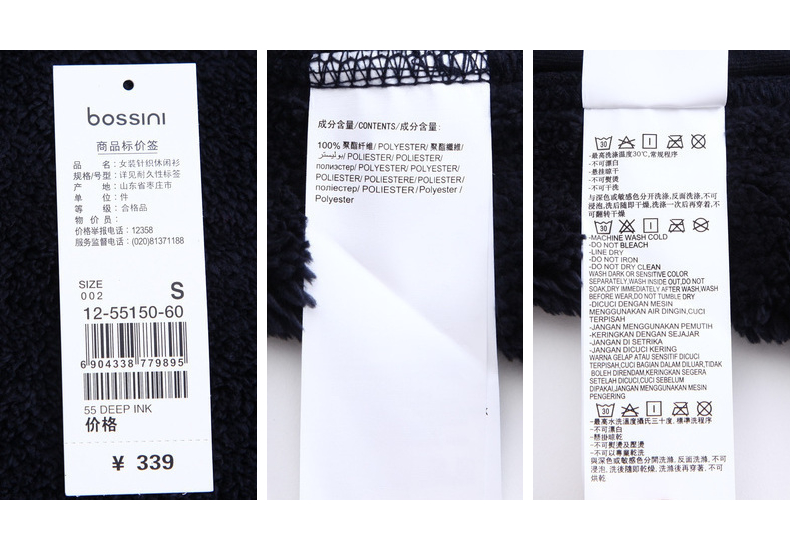 bossini
商品标价签
品 名：女装针织休闲衫
规格/号型：详见耐久性标签
产 地：山东省枣庄市
单 位：件
等 级：合格品
物 价 员：
价格举报电话：12358
服务监督电话：(020)81371188
SIZE
002 S
12-55150-60
6 904338 779895
55 DEEP INK
价格
¥ 339
成分含量/CONTENTS/成分含量:
100% 聚酯纤维/ POLYESTER/ 聚酯纖維/
بوليستر/ POLIESTER/ POLIESTER/
полиэстер/ POLYESTER/ POLYESTER/
POLIESTER/ POLIESTERE/ POLIESTER/
поліестер/ POLIESTER / Polyester /
Polyester
30
-最高洗涤温度30℃,常规程序
-不可漂白
-悬挂晾干
-不可熨烫
-不可干洗
与深色或敏感色分开洗涤,反面洗涤,不可
浸泡,洗后随即干燥,洗涤一次后再穿著,不
可翻转干燥
30
-MACHINE WASH COLD
-DO NOT BLEACH
-LINE DRY
-DO NOT IRON
-DO NOT DRY CLEAN
WASH DARK OR SENSITIVE COLOR
SEPARATELY,WASH INSIDE OUT,DO NOT
SOAK,DRY IMMEDIATELY AFTER WASH,WASH
BEFORE WEAR,DO NOT TUMBLE DRY
-DICUCI DENGAN MESIN
MENGGUNAKAN AIR DINGIN,CUCI
TERPISAH
-JANGAN MENGGUNAKAN PEMUTIH
-KERINGKAN DENGAN SEJAJAR
-JANGAN DI SETRIKA
-JANGAN DICUCI KERING
WARNA GELAP ATAU SENSITIF DICUCI
TERPISAH,CUCI BAGIAN DALAM DILUAR,TIDAK
BOLEH DIRENDAM,KERINGKAN SEGERA
SETELAH DICUCI,CUCI SEBELUM
DIPAKAI,JANGAN MENGGUNAKAN MESIN
PENGERING
30
-最高水洗溫度攝氏三十度,標準洗程序
-不可漂白
-懸掛晾乾
-不可熨燙及壓燙
-不可以專業乾洗
與深色或敏感色分開洗滌,反面洗滌,不可
浸泡,洗後隨即乾燥,洗滌後再穿著,不可
烘乾